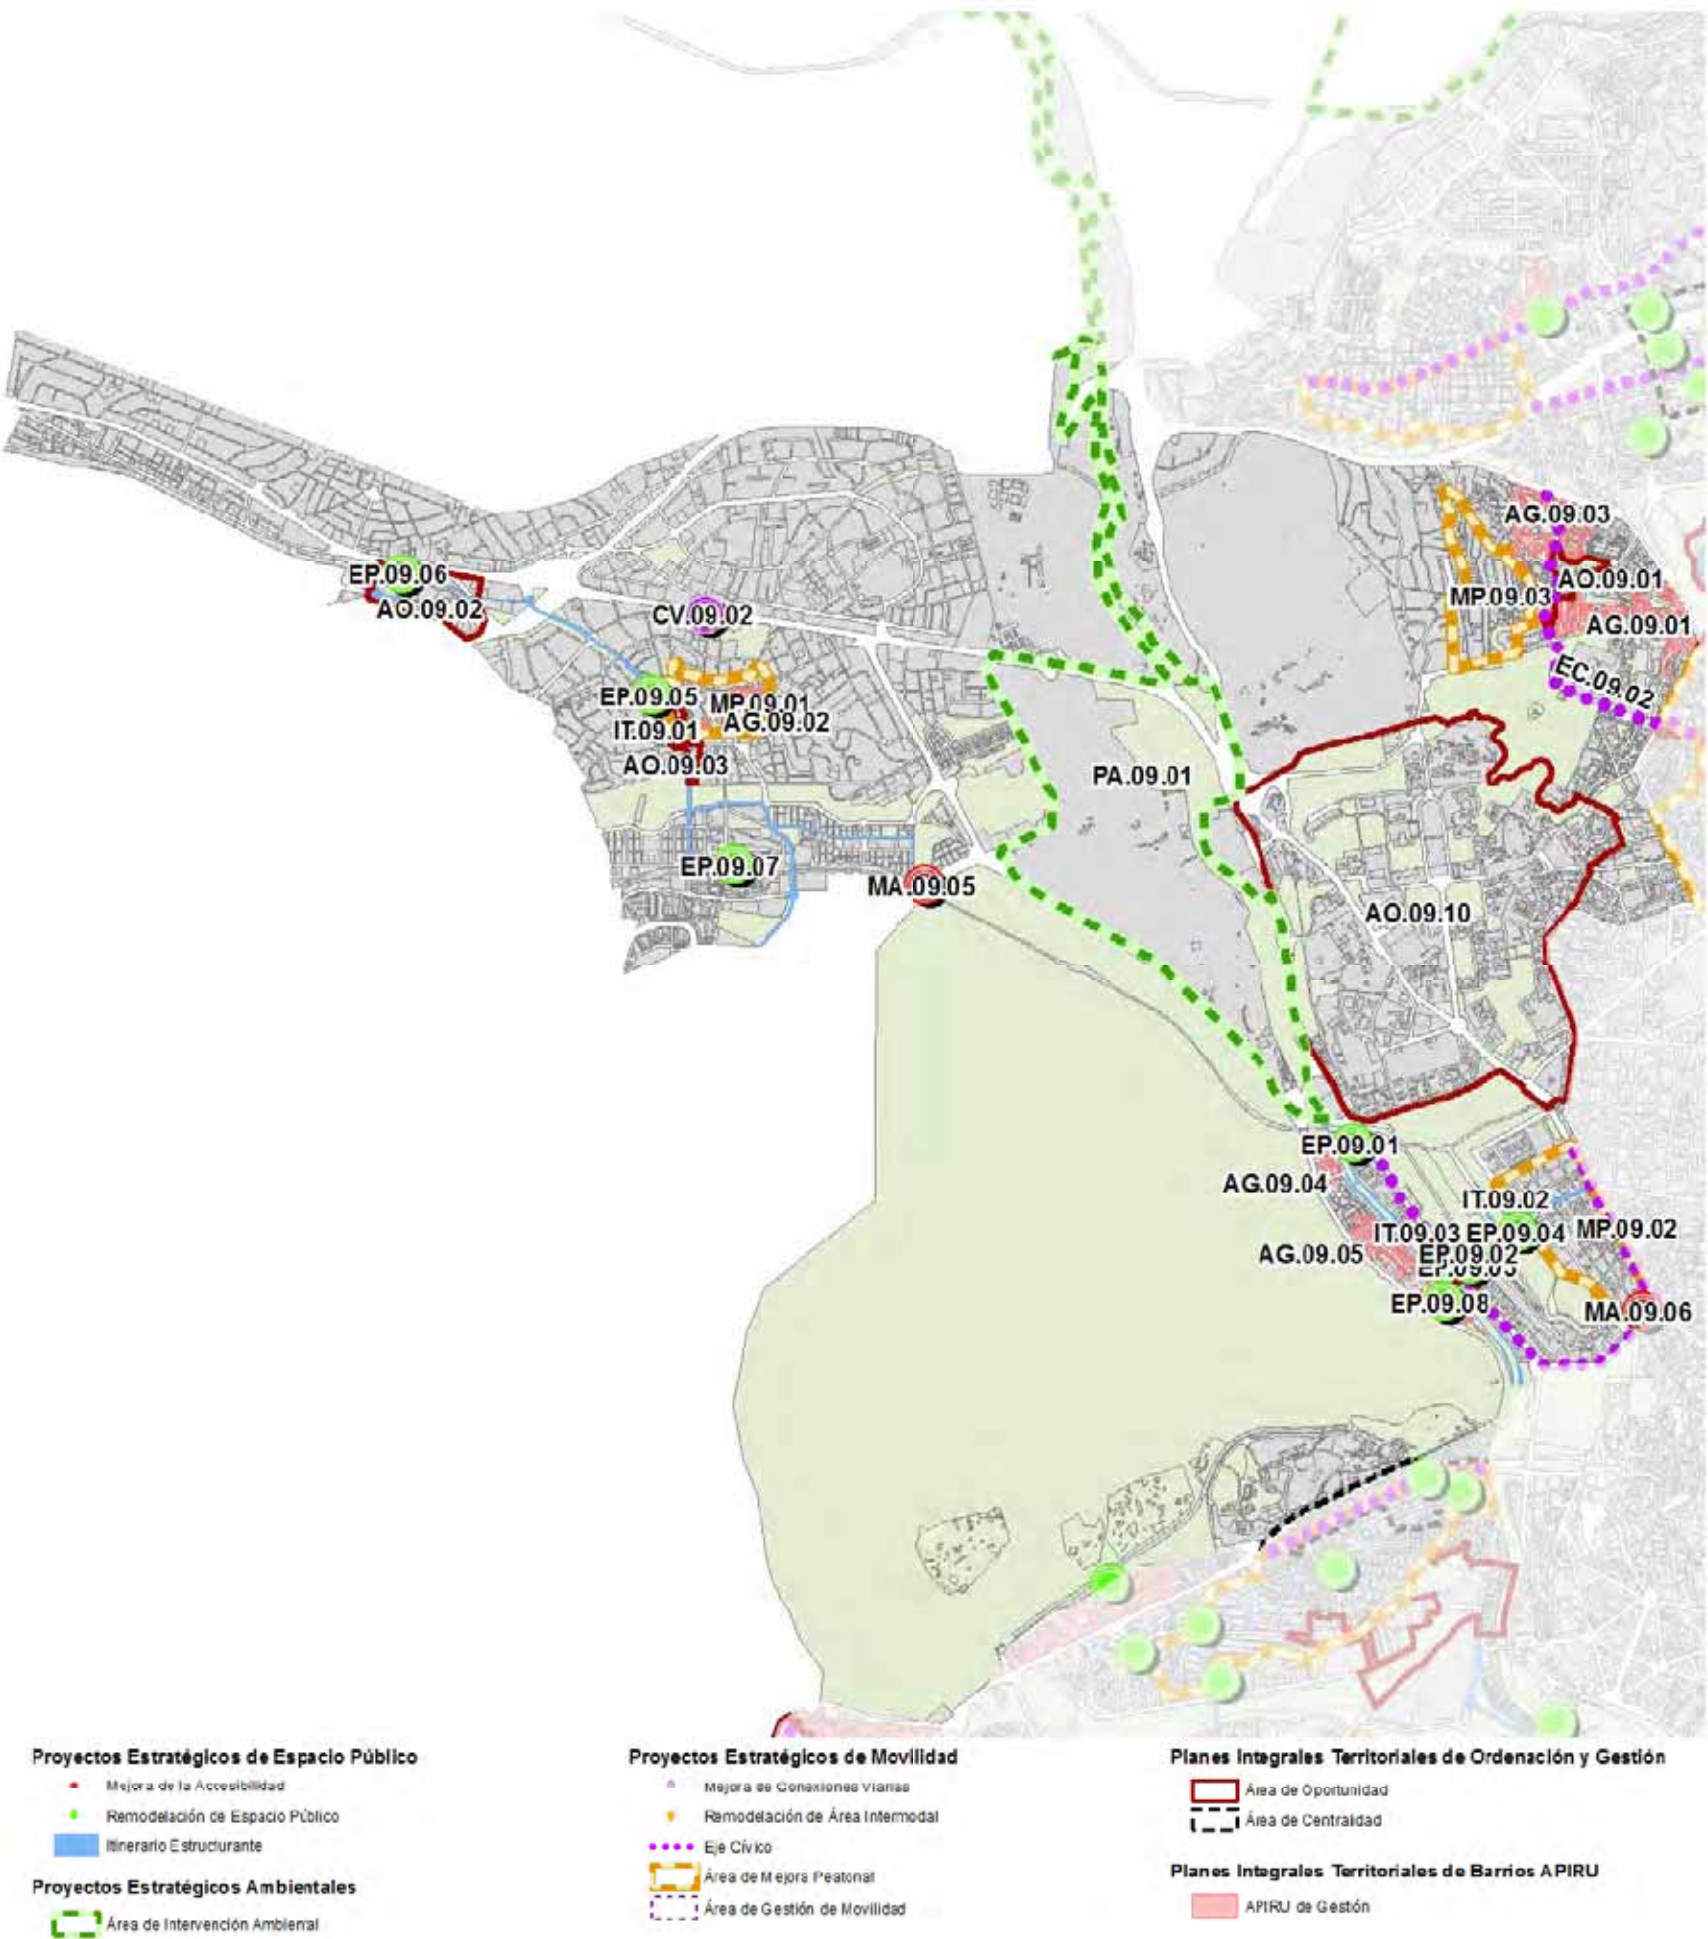 AG.09.03
EP.09.06
AO.09.01
MP.09.03
AO.09.02
CV.09.02
AG.09.01
EC.09.02
EP.09.05
MP.09.01
AG.09.02
IT.09.01
AO.09.03
PA.09.01
EP.09.07
MA.09.05
AO.09.10
EP.09.01
AG.09.04
IT.09.02
IT.09.03
EP.09.04
MP.09.02
AG.09.05
EP.09.02
EP.09.08
MA.09.06
Proyectos Estratégicos de Espacio Público
Mejora de la Accesibilidad
Remodelación de Espacio Público
Itinerario Estructurante
Proyectos Estratégicos Ambientales
Área de Intervención Ambiental
Proyectos Estratégicos de Movilidad
Mejora de Conexiones Viarias
Remodelación de Área Intermodal
Eje Cívico
Área de Mejora Peatonal
Área de Gestión de Movilidad
Planes Integrales Territoriales de Ordenación y Gestión
Área de Oportunidad
Área de Centralidad
Planes Integrales Territoriales de Barrios APIRU
APIRU de Gestión